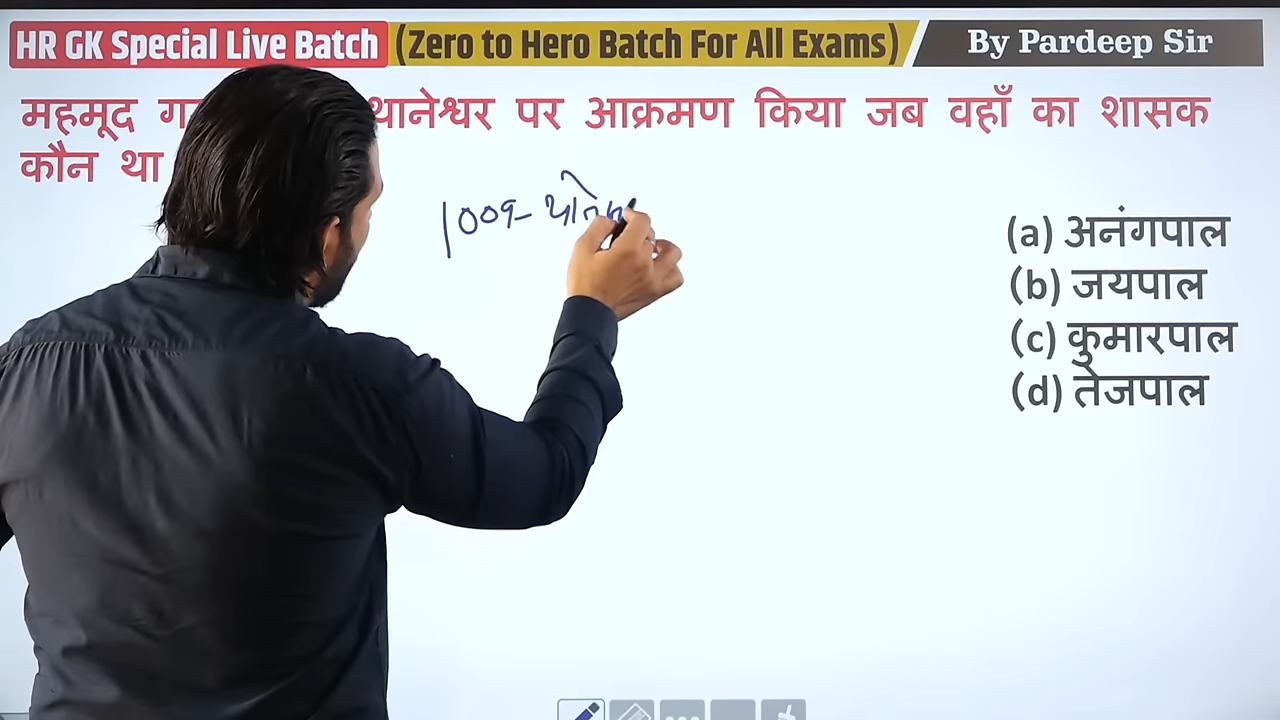 HR GK Special Live Batch (Zero to Hero Batch For All Exams) By Pardeep Sir
महमूद थानेश्वर पर आक्रमण किया जब वहाँ का शासक
कौन था
1009-
(a) अनंगपाल
(b) जयपाल
(c) कुमारपाल
(d) तेजपाल